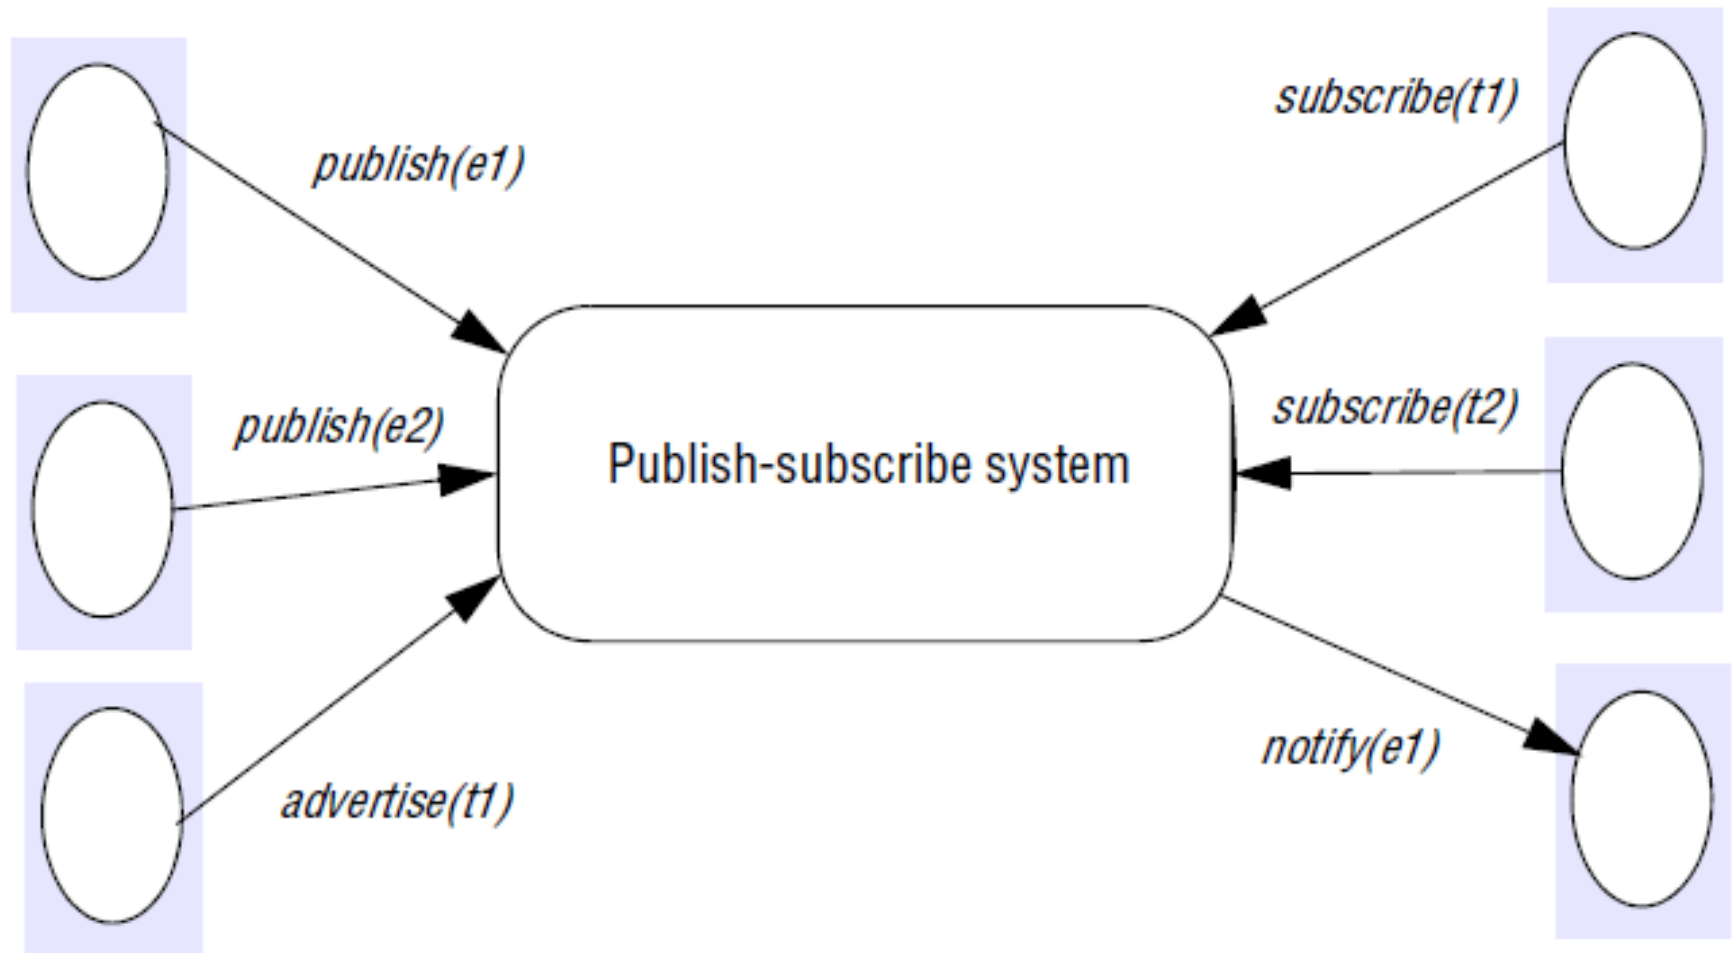 publish(e1)
subscribe(t1)
publish(e2)
subscribe(t2)
Publish-subscribe system
advertise(t1)
notify(e1)